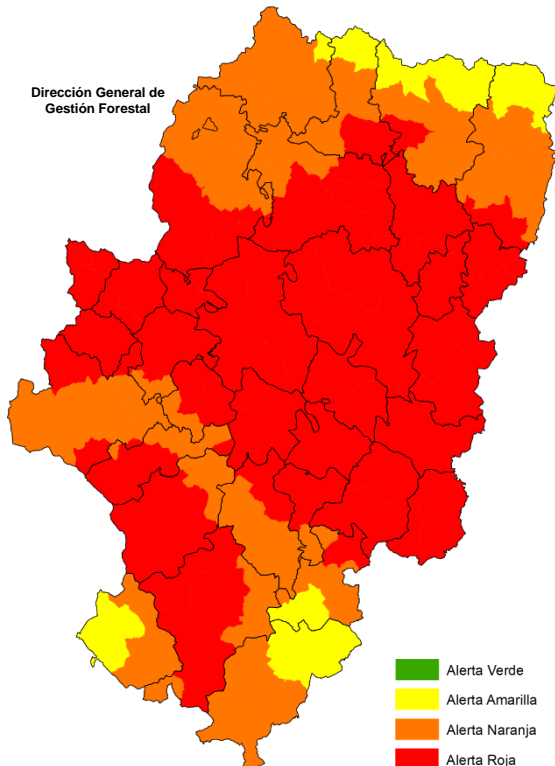 Dirección General de
Gestión Forestal
Alerta Verde
Alerta Amarilla
Alerta Naranja
Alerta Roja